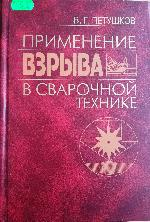 В. Г. ПЕТУШКОВ
ПРИМЕНЕНИЕ
ВЗРЫВА
В СВАРОЧНОЙ
ТЕХНИКЕ